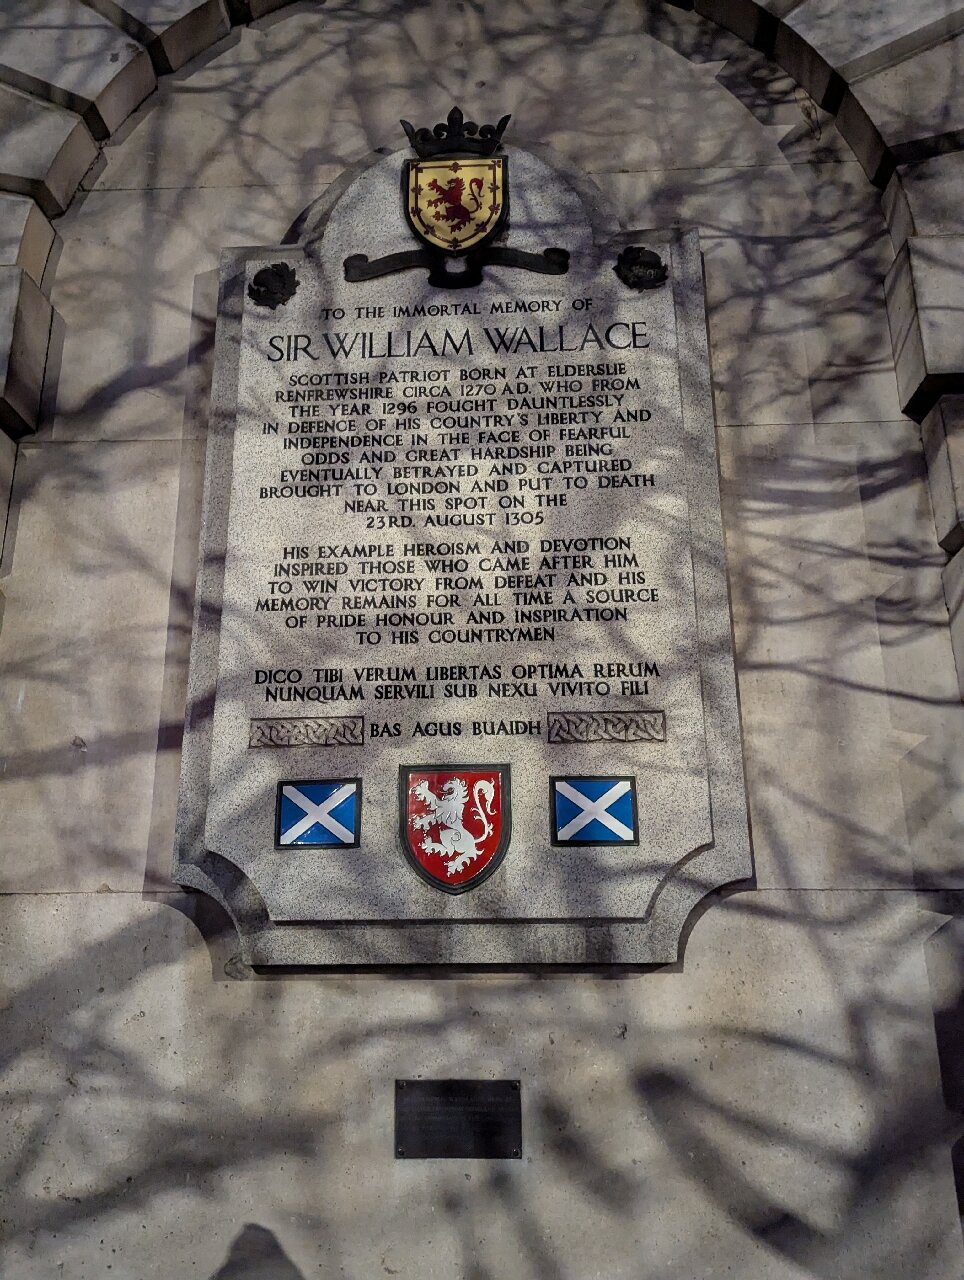 TO THE IMMORTAL MEMORY OF
SIR WILLIAM WALLACE
SCOTTISH PATRIOT BORN AT ELDERSLIE
RENFREWSHIRE CIRCA 1270 A.D. WHO FROM
THE YEAR 1296 FOUGHT DAUNTLESSLY
IN DEFENCE OF HIS COUNTRY'S LIBERTY AND
INDEPENDENCE IN THE FACE OF FEARFUL
ODDS AND GREAT HARDSHIP BEING
EVENTUALLY BETRAYED AND CAPTURED
BROUGHT TO LONDON AND PUT TO DEATH
NEAR THIS SPOT ON THE
23RD. AUGUST 1305
HIS EXAMPLE HEROISM AND DEVOTION
INSPIRED THOSE WHO CAME AFTER HIM
TO WIN VICTORY FROM DEFEAT AND HIS
MEMORY REMAINS FOR ALL TIME A SOURCE
OF PRIDE HONOUR AND INSPIRATION
TO HIS COUNTRYMEN
DICO TIBI VERUM LIBERTAS OPTIMA RERUM
NUNQUAM SERVILI SUB NEXU VIVITO FILI
BAS AGUS BUAIDH